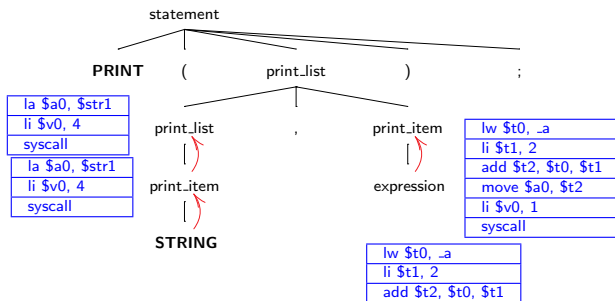 statement
PRINT ( print_list ) ;
la $a0, $str1
li $v0, 4
syscall
print_list , print_item
lw $t0, _a
li $t1, 2
add $t2, $t0, $t1
move $a0, $t2
li $v0, 1
syscall
la $a0, $str1
li $v0, 4
syscall
print_item expression
STRING
lw $t0, _a
li $t1, 2
add $t2, $t0, $t1